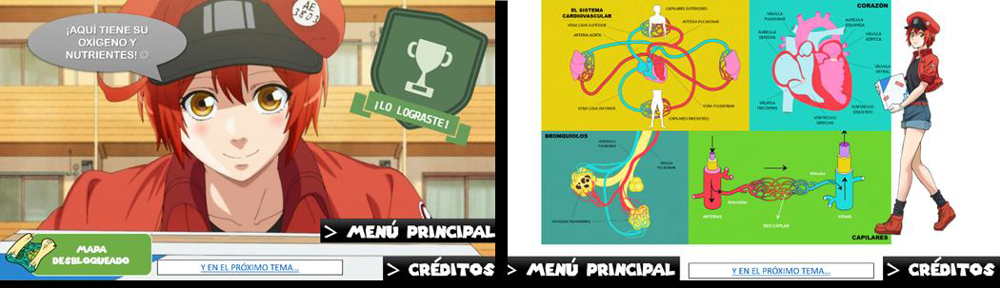 ¡AQUÍ TIENE SU
OXÍGENO Y
NUTRIENTES! ☺
AE
3803
¡LO LOGRASTE!
> MENÚ PRINCIPAL
MAPA
DESBLOQUEADO
Y EN EL PRÓXIMO TEMA...
> CRÉDITOS
EL SISTEMA
CARDIOVASCULAR
CAPILARES SUPERIORES
VENA CAVA SUPERIOR
ARTERIA PULMONAR
ARTERIA AORTA
VENA CAVA INFERIOR
VENA PULMONAR
CAPILARES INFERIORES
CORAZÓN
VÁLVULA
PULMONAR
AURÍCULA
IZQUIERDA
AURÍCULA
DERECHA
VÁLVULA
AÓRTICA
VÁLVULA
MITRAL
VÁLVULA
TRICÚSPIDE
VENTRÍCULO
IZQUIERDO
VENTRÍCULO
DERECHO
BRONQUIOLOS
ARTERIOLA
PULMONAR
VÉNULA
PULMONAR
ALVEOLOS PULMONARES
Arteriolas
Vénulas
ARTERIAS
RED CAPILAR
VENAS
CAPILARES
> MENÚ PRINCIPAL
Y EN EL PRÓXIMO TEMA...
> CRÉDITOS